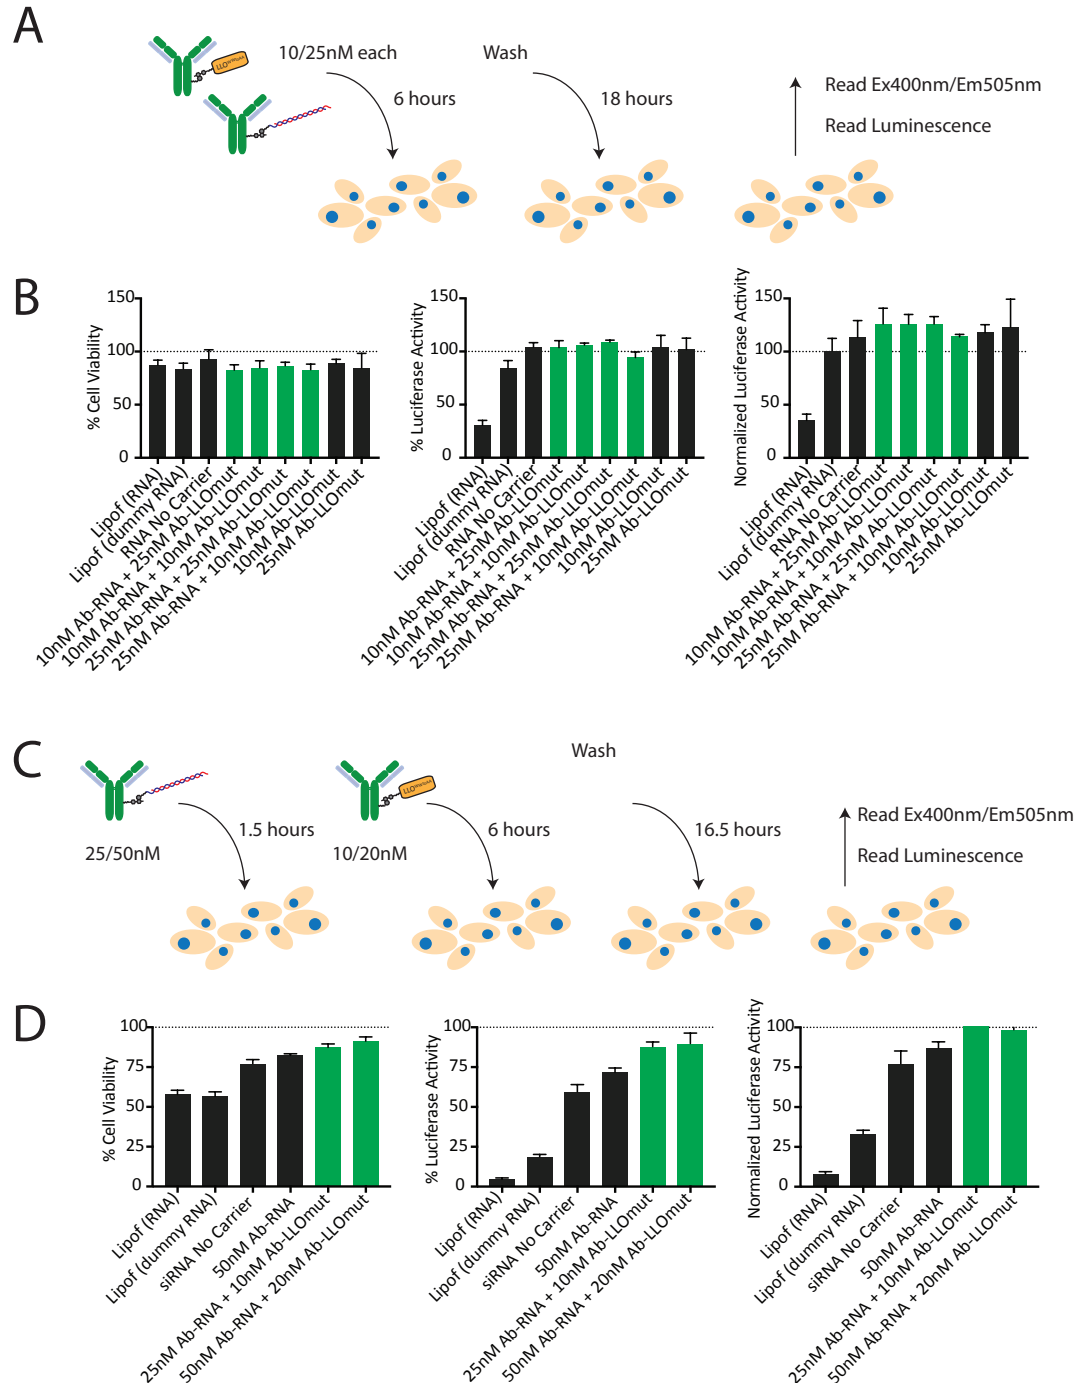 A
10/25nM each
Wash
6 hours
18 hours
Read Ex400nm/Em505nm
Read Luminescence
B
% Cell Viability
150
100
50
0
Lipof (RNA)
Lipof (dummy RNA)
RNA No Carrier
10nM Ab-RNA + 25nM Ab-LLOmut
10nM Ab-RNA + 10nM Ab-LLOmut
25nM Ab-RNA + 25nM Ab-LLOmut
25nM Ab-RNA + 10nM Ab-LLOmut
10nM Ab-LLOmut
25nM Ab-LLOmut
% Luciferase Activity
150
100
50
0
Lipof (RNA)
Lipof (dummy RNA)
RNA No Carrier
10nM Ab-RNA + 25nM Ab-LLOmut
10nM Ab-RNA + 10nM Ab-LLOmut
25nM Ab-RNA + 25nM Ab-LLOmut
25nM Ab-RNA + 10nM Ab-LLOmut
10nM Ab-LLOmut
25nM Ab-LLOmut
Normalized Luciferase Activity
150
100
50
0
Lipof (RNA)
Lipof (dummy RNA)
RNA No Carrier
10nM Ab-RNA + 25nM Ab-LLOmut
10nM Ab-RNA + 10nM Ab-LLOmut
25nM Ab-RNA + 25nM Ab-LLOmut
25nM Ab-RNA + 10nM Ab-LLOmut
10nM Ab-LLOmut
25nM Ab-LLOmut
C
Wash
1.5 hours
25/50nM
10/20nM
6 hours
16.5 hours
Read Ex400nm/Em505nm
Read Luminescence
D
% Cell Viability
100
75
50
25
0
Lipof (RNA)
Lipof (dummy RNA)
siRNA No Carrier
50nM Ab-RNA
25nM Ab-RNA + 10nM Ab-LLOmut
50nM Ab-RNA + 20nM Ab-LLOmut
% Luciferase Activity
100
75
50
25
0
Lipof (RNA)
Lipof (dummy RNA)
siRNA No Carrier
50nM Ab-RNA
25nM Ab-RNA + 10nM Ab-LLOmut
50nM Ab-RNA + 20nM Ab-LLOmut
Normalized Luciferase Activity
100
75
50
25
0
Lipof (RNA)
Lipof (dummy RNA)
siRNA No Carrier
50nM Ab-RNA
25nM Ab-RNA + 10nM Ab-LLOmut
50nM Ab-RNA + 20nM Ab-LLOmut